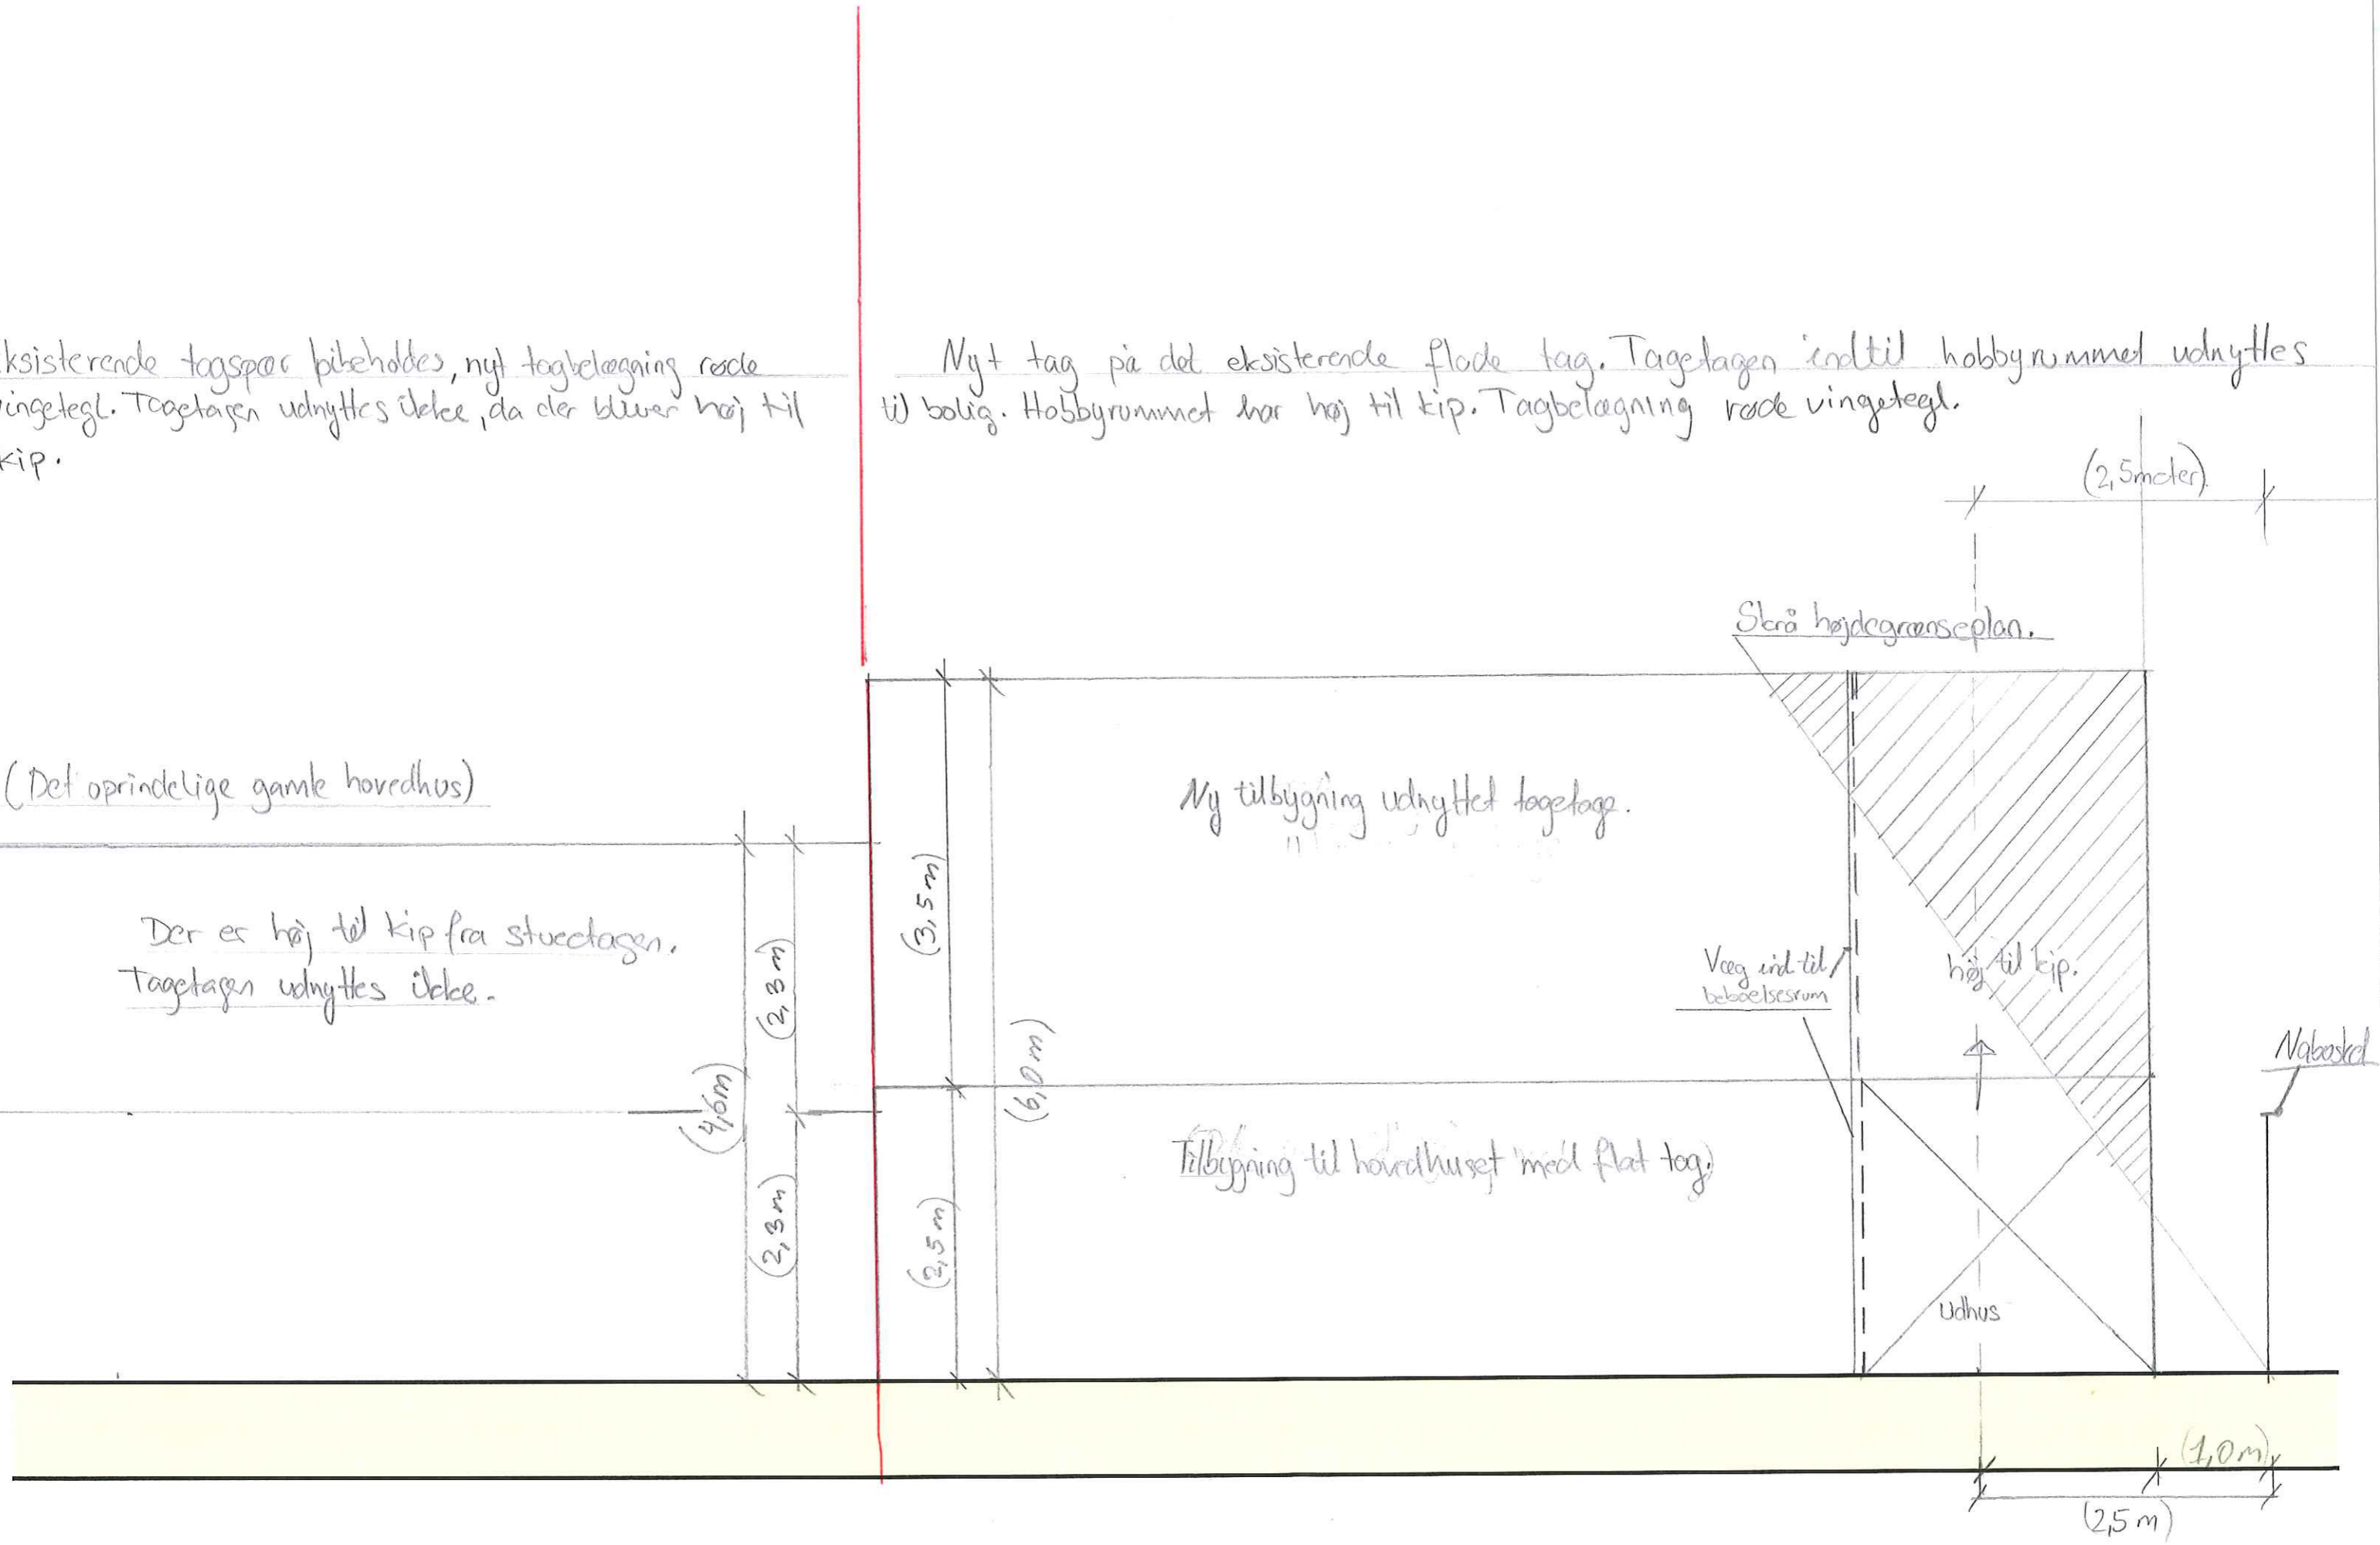 ksisterende tagspær bibeholdes, nyt tagbelægning røde
ingetegl. Tagetagen udnyttes ikke, da der bliver høj til
kip.
Nyt tag på det eksisterende flade tag. Tagetagen indtil hobbyrummet udnyttes
til bolig. Hobbyrummet har høj til kip. Tagbelægning røde vingetegl.
(2,5meter)
Skrå højdegrænseplan.
(Det oprindelige gamle hovedhus)
Der er høj til kip fra stueetagen.
Tagetagen udnyttes ikke.
(4,6m)
(2,3m)
(2,3m)
(3,5m)
(2,5m)
(6,0m)
Ny tilbygning udnyttet tagetage.
Tilbygning til hovedhuset med flat tag.
Væg ind til
beboelsesrum
høj til kip.
Naboskel
Udhus
(1,0m)
(2,5m)